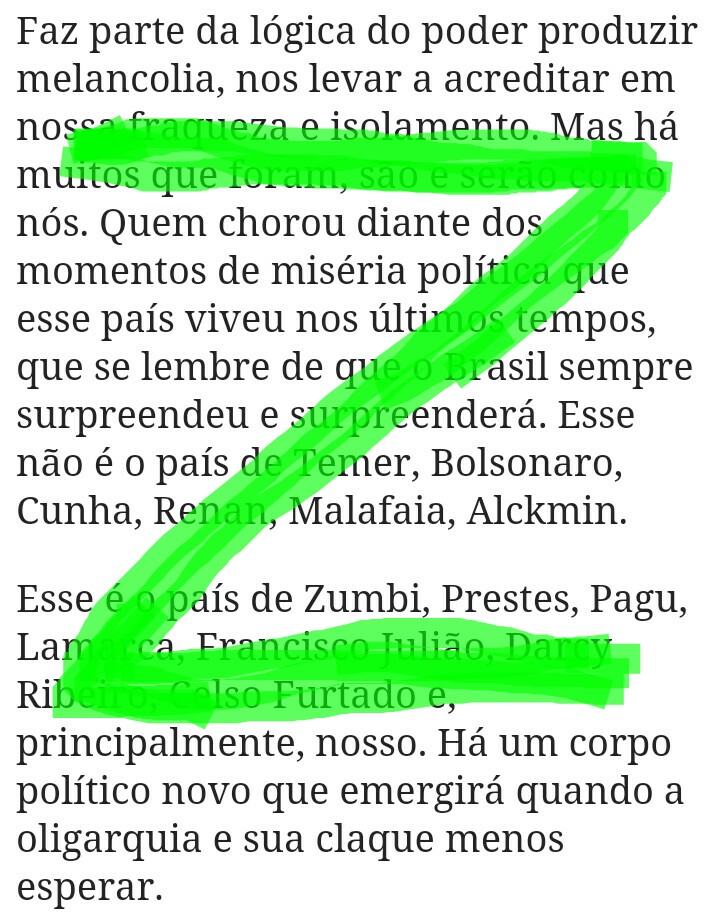 Faz parte da lógica do poder produzir
melancolia, nos levar a acreditar em
nossa fraqueza e isolamento. Mas há
muitos que foram, são e serão como
nós. Quem chorou diante dos
momentos de miséria política que
esse país viveu nos últimos tempos,
que se lembre de que o Brasil sempre
surpreendeu e surpreenderá. Esse
não é o país de Temer, Bolsonaro,
Cunha, Renan, Malafaia, Alckmin.
Esse é o país de Zumbi, Prestes, Pagu,
Lamarca, Francisco Julião, Darcy
Ribeiro, Celso Furtado e,
principalmente, nosso. Há um corpo
político novo que emergirá quando a
oligarquia e sua claque menos
esperar.